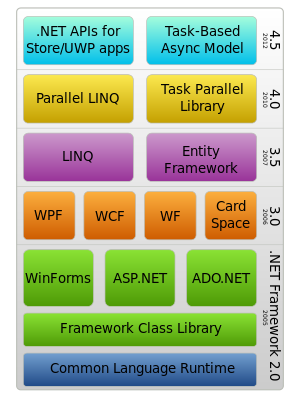 .NET APIs for
Store/UWP apps
Task-Based
Async Model
4.5
2012
Parallel LINQ
Task Parallel
Library
4.0
2010
LINQ
Entity
Framework
3.5
2007
WPF
WCF
WF
Card
Space
3.0
2006
WinForms
ASP.NET
ADO.NET
Framework Class Library
Common Language Runtime
.NET Framework 2.0
2005